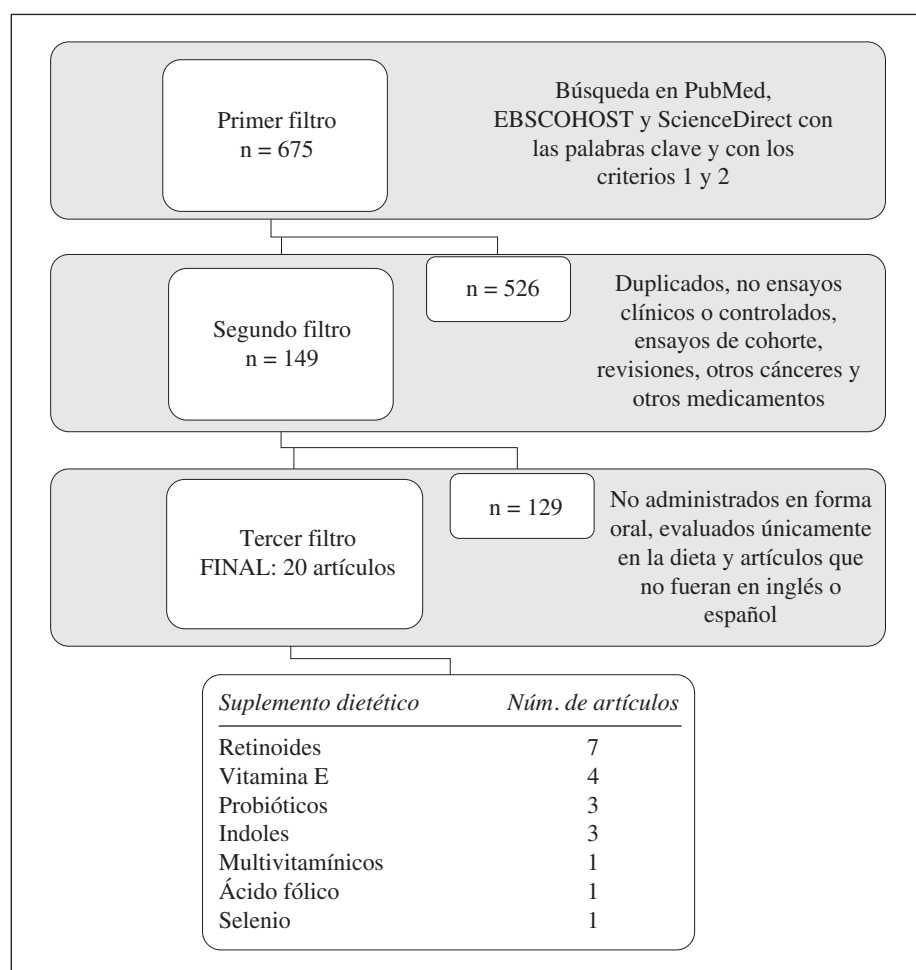 Primer filtro
n = 675
Búsqueda en PubMed,
EBSCOHOST y ScienceDirect con
las palabras clave y con los
criterios 1 y 2
Segundo filtro
n = 149
n = 526
Duplicados, no ensayos
clínicos o controlados,
ensayos de cohorte,
revisiones, otros cánceres y
otros medicamentos
Tercer filtro
FINAL: 20 artículos
n = 129
No administrados en forma
oral, evaluados únicamente
en la dieta y artículos que
no fueran en inglés o
español
Suplemento dietético Núm. de artículos
Retinoides 7
Vitamina E 4
Probióticos 3
Indoles 3
Multivitamínicos 1
Ácido fólico 1
Selenio 1